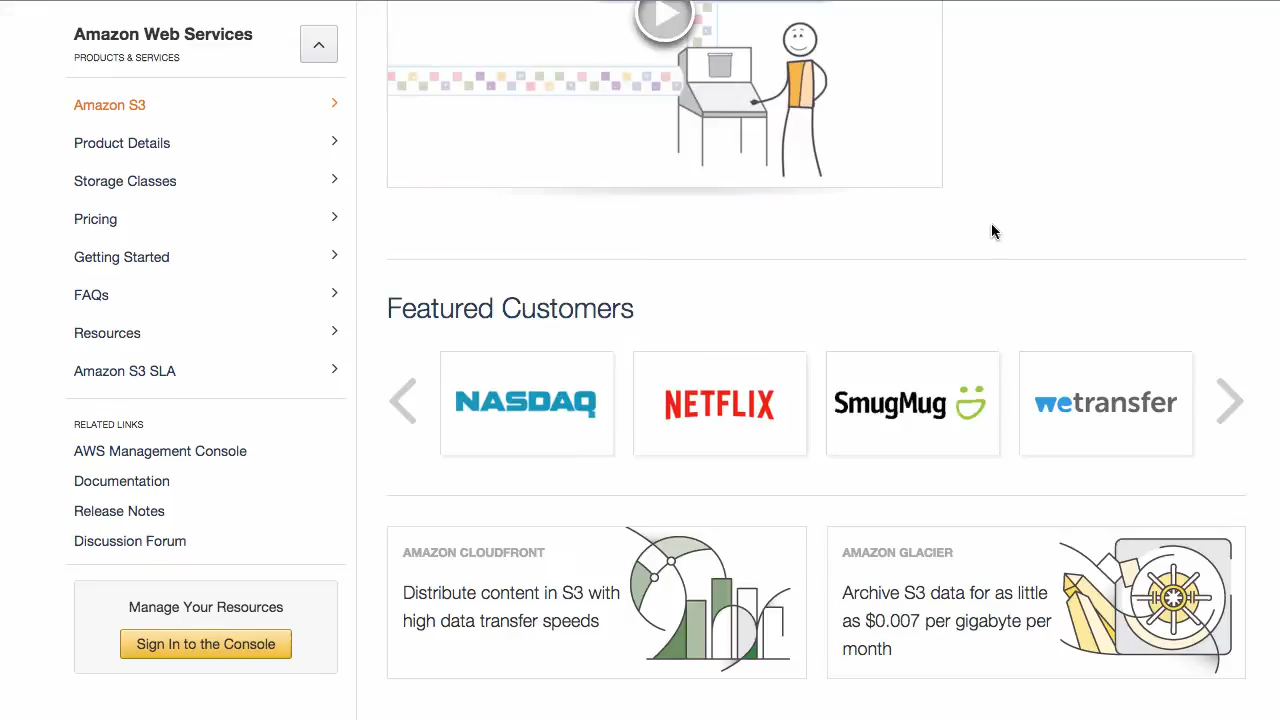 Amazon Web Services
PRODUCTS & SERVICES
Amazon S3
Product Details
Storage Classes
Pricing
Getting Started
FAQs
Resources
Amazon S3 SLA
RELATED LINKS
AWS Management Console
Documentation
Release Notes
Discussion Forum
Manage Your Resources
Sign In to the Console
Featured Customers
NASDAQ
NETFLIX
SmugMug
wetransfer
AMAZON CLOUDFRONT
Distribute content in S3 with
high data transfer speeds
AMAZON GLACIER
Archive S3 data for as little
as $0.007 per gigabyte per
month